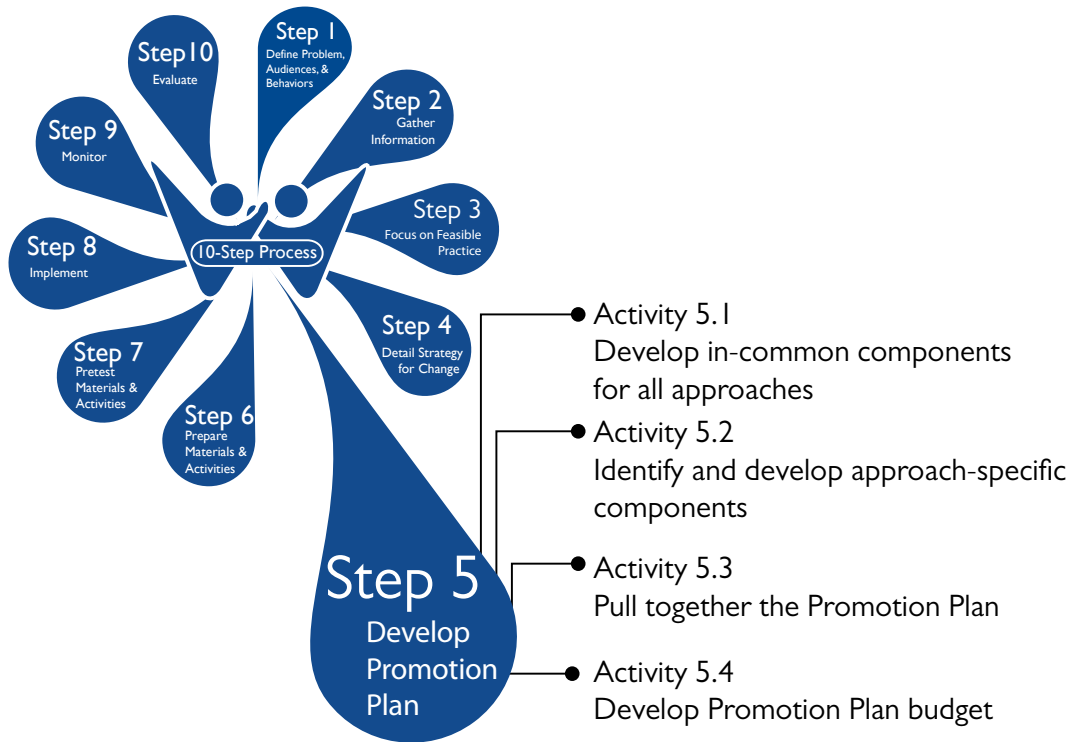 Step 1
Define Problem,
Audiences, &
Behaviors
Step 2
Gather
Information
Step 3
Focus on Feasible
Practice
Step 4
Detail Strategy
for Change
Step 5
Develop
Promotion
Plan
Step 6
Prepare
Materials &
Activities
Step 7
Pretest
Materials &
Activities
Step 8
Implement
Step 9
Monitor
Step10
Evaluate
10-Step Process
Activity 5.1
Develop in-common components
for all approaches
Activity 5.2
Identify and develop approach-specific
components
Activity 5.3
Pull together the Promotion Plan
Activity 5.4
Develop Promotion Plan budget